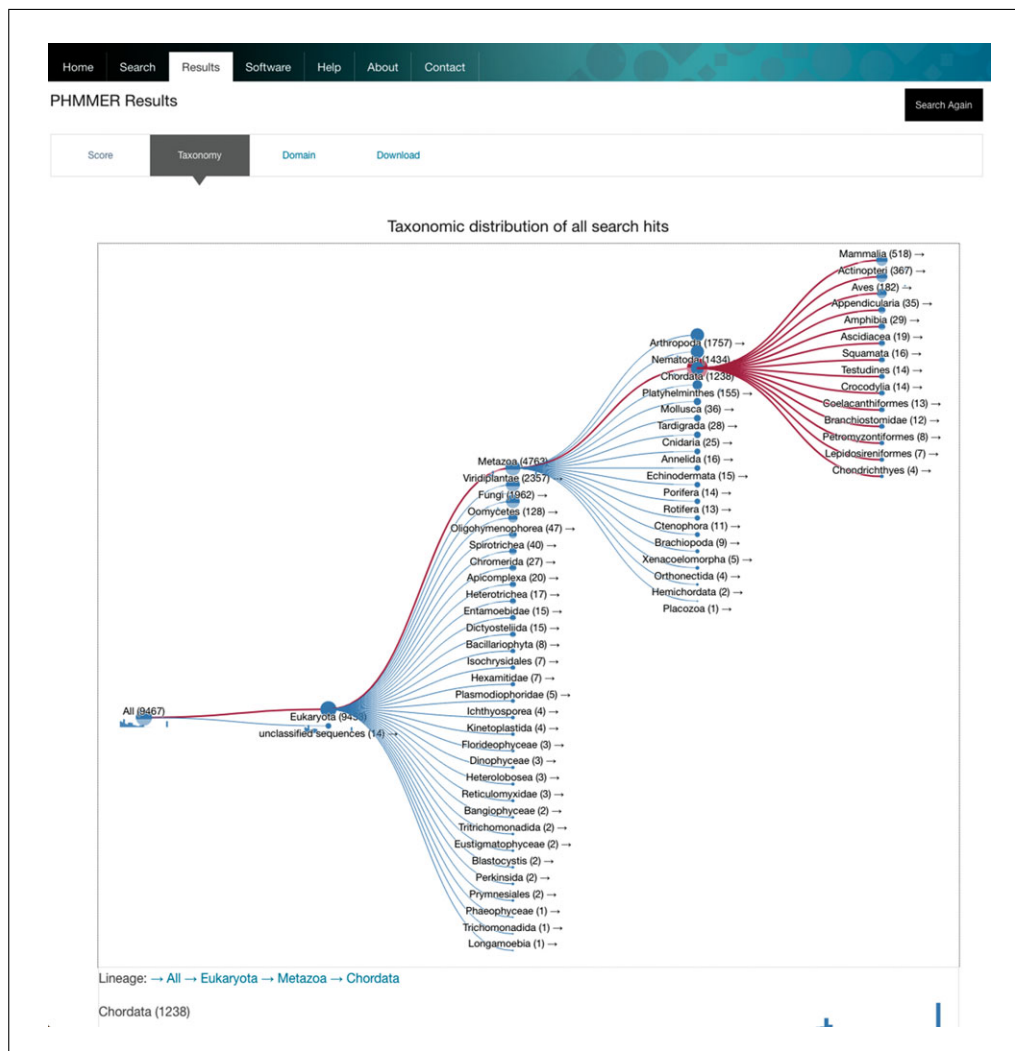 Home Search Results Software Help About Contact
PHMMER Results
Search Again
Score Taxonomy Domain Download
Taxonomic distribution of all search hits
All (9467)
Eukaryota (9453)
unclassified sequences (14) →
Metazoa (4763)
Viridiplantae (2357) →
Fungi (1962) →
Oomycetes (128) →
Oligohymenophorea (47) →
Spirotrichea (40) →
Chromerida (27) →
Apicomplexa (20) →
Heterotrichea (17) →
Entamoebidae (15) →
Dictyosteliida (15) →
Bacillariophyta (8) →
Isochrysidales (7) →
Hexamitidae (7) →
Plasmodiophoridae (5) →
Ichthyosporea (4) →
Kinetoplastida (4) →
Florideophyceae (3) →
Dinophyceae (3) →
Heterolobosea (3) →
Reticulomyxidae (3) →
Bangiophyceae (2) →
Tritrichomonadida (2) →
Eustigmatophyceae (2) →
Blastocystis (2) →
Perkinsida (2) →
Prymnesiales (2) →
Phaeophyceae (1) →
Trichomonadida (1) →
Longamoebia (1) →
Arthropoda (1757) →
Nematoda (1434) →
Chordata (1238)
Platyhelminthes (155) →
Mollusca (36) →
Tardigrada (28) →
Cnidaria (25) →
Annelida (16) →
Echinodermata (15) →
Porifera (14) →
Rotifera (13) →
Ctenophora (11) →
Brachiopoda (9) →
Xenacoelomorpha (5) →
Orthonectida (4) →
Hemichordata (2) →
Placozoa (1) →
Mammalia (518) →
Actinopteri (367) →
Aves (182) →
Appendicularia (35) →
Amphibia (29) →
Ascidiacea (19) →
Squamata (16) →
Testudines (14) →
Crocodylia (14) →
Coelacanthiformes (13) →
Branchiostomidae (12) →
Petromyzontiformes (8) →
Lepidosireniformes (7) →
Chondrichthyes (4) →
Lineage: → All → Eukaryota → Metazoa → Chordata
Chordata (1238)